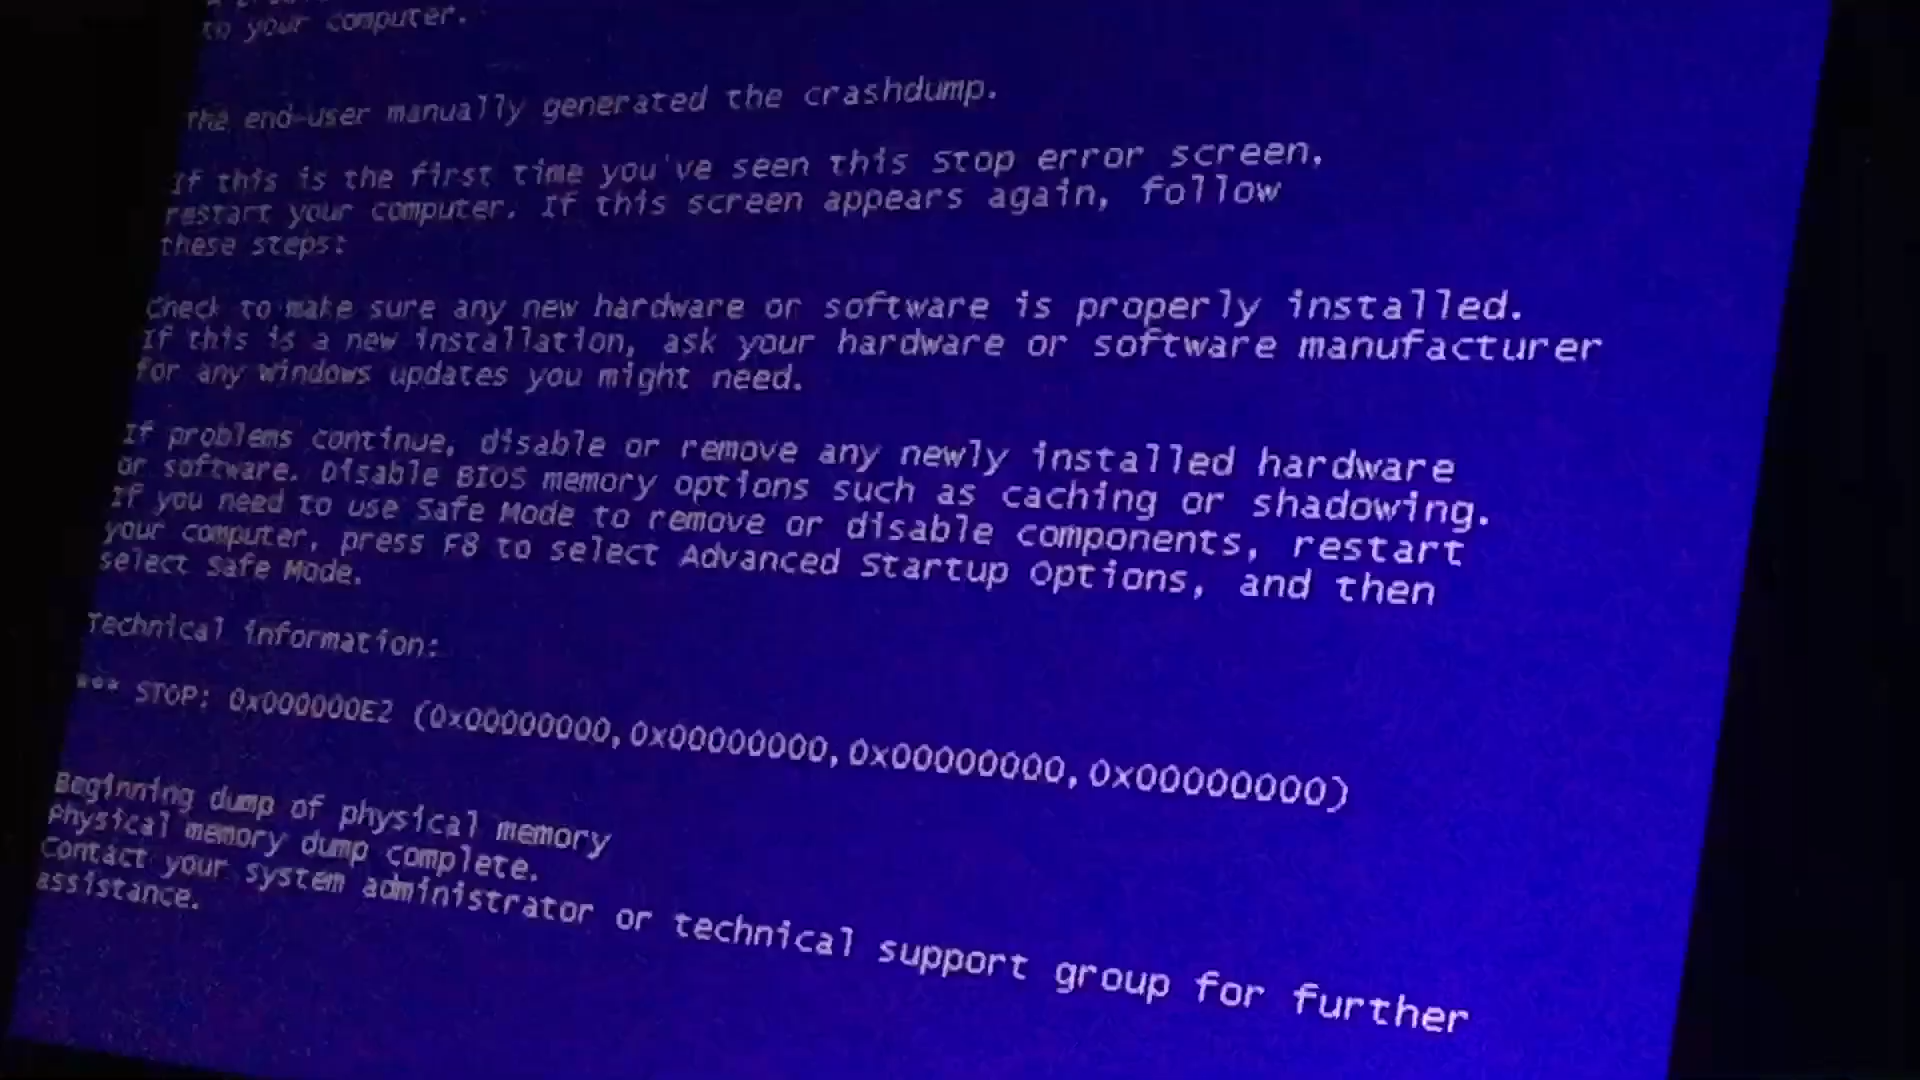 to your computer.
The end-user manually generated the crashdump.
If this is the first time you've seen this stop error screen,
restart your computer. If this screen appears again, follow
these steps:
Check to make sure any new hardware or software is properly installed.
If this is a new installation, ask your hardware or software manufacturer
for any windows updates you might need.
If problems continue, disable or remove any newly installed hardware
or software. Disable BIOS memory options such as caching or shadowing.
If you need to use Safe Mode to remove or disable components, restart
your computer, press F8 to select Advanced Startup Options, and then
select Safe Mode.
Technical information:
*** STOP: 0x000000E2 (0x00000000,0x00000000,0x00000000,0x00000000)
Beginning dump of physical memory
Physical memory dump complete.
Contact your system administrator or technical support group for further
assistance.